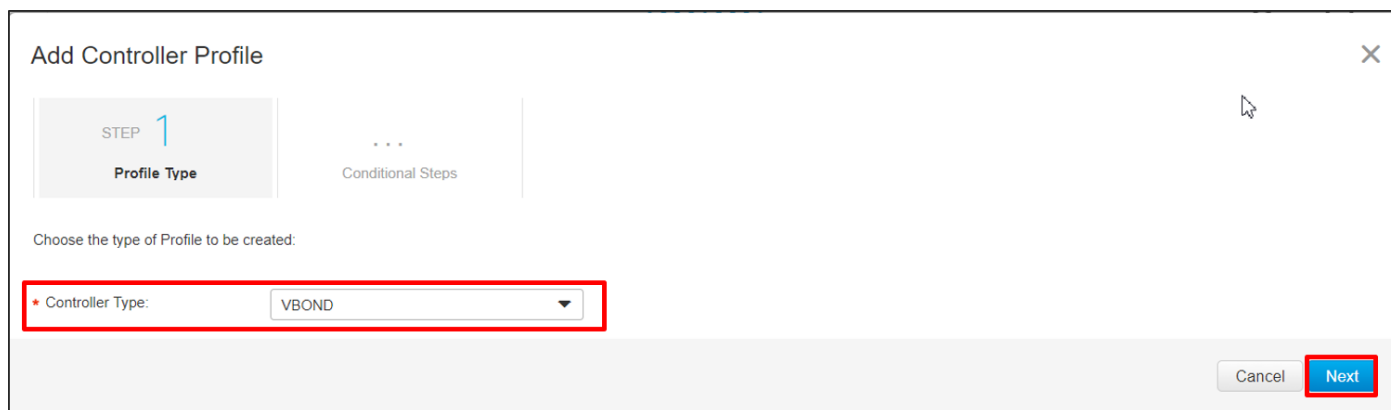 Add Controller Profile
STEP 1
Profile Type
...
Conditional Steps
Choose the type of Profile to be created:
* Controller Type:
VBOND
Cancel
Next